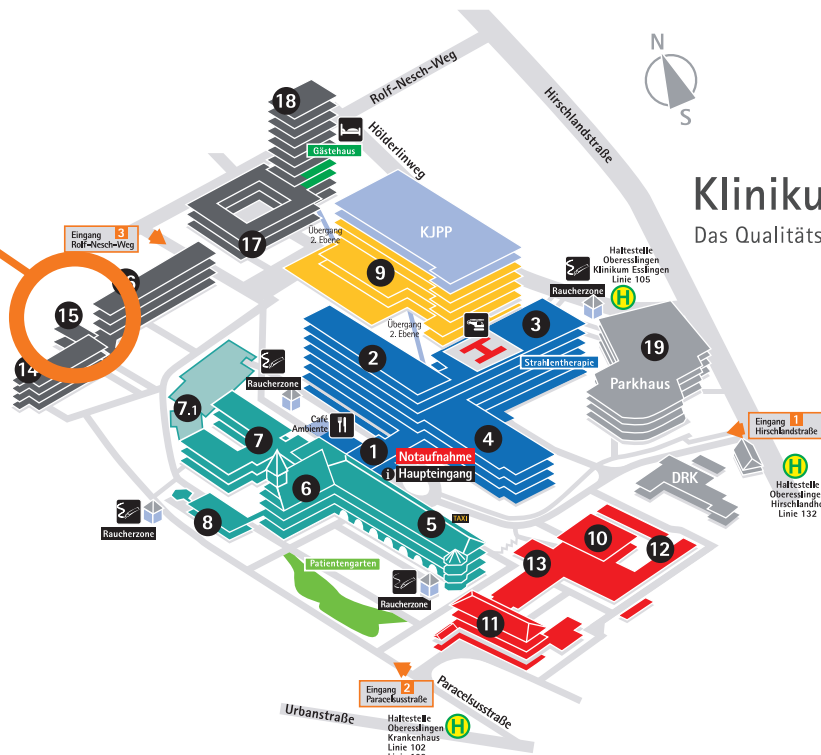 N
S
Rolf-Nesch-Weg
Hirschlandstraße
Hölderlinweg
18
Gästehaus
Kliniku
Das Qualitäts
Eingang 3
Rolf-Nesch-Weg
17
Übergang
2. Ebene
KJPP
9
Haltestelle
Oberesslingen
Klinikum Esslingen
Linie 105
H
Raucherzone
15
14
Übergang
2. Ebene
H
3
2
Strahlentherapie
19
Parkhaus
Raucherzone
7.1
Café
Ambiente
7
1
4
Notaufnahme
i Haupteingang
Eingang 1
Hirschlandstraße
H
Haltestelle
Oberesslinge
Hirschlandhe
Linie 132
DRK
6
5
TAXI
8
Raucherzone
10
12
13
Patientengarten
Raucherzone
11
Eingang 2
Paracelsusstraße
Paracelsusstraße
Urbanstraße
Haltestelle
Oberesslingen
Krankenhaus
Linie 102
H